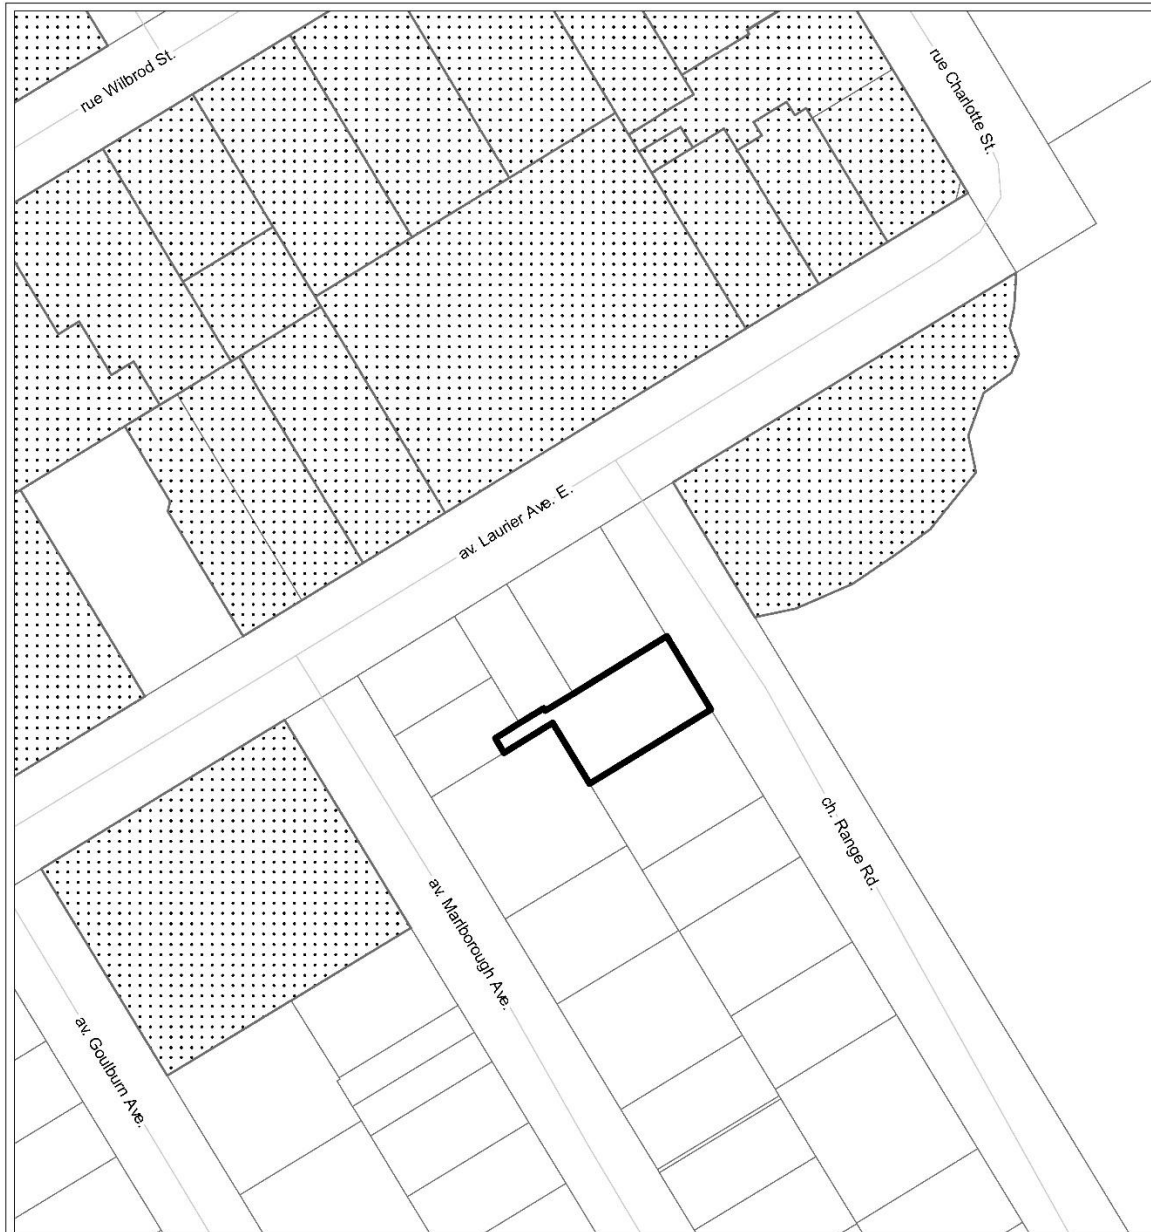 rue Wilbrod St.
rue Charlotte St.
av. Laurier Ave. E.
ch. Range Rd.
av. Marlborough Ave.
av. Goulburn Ave.